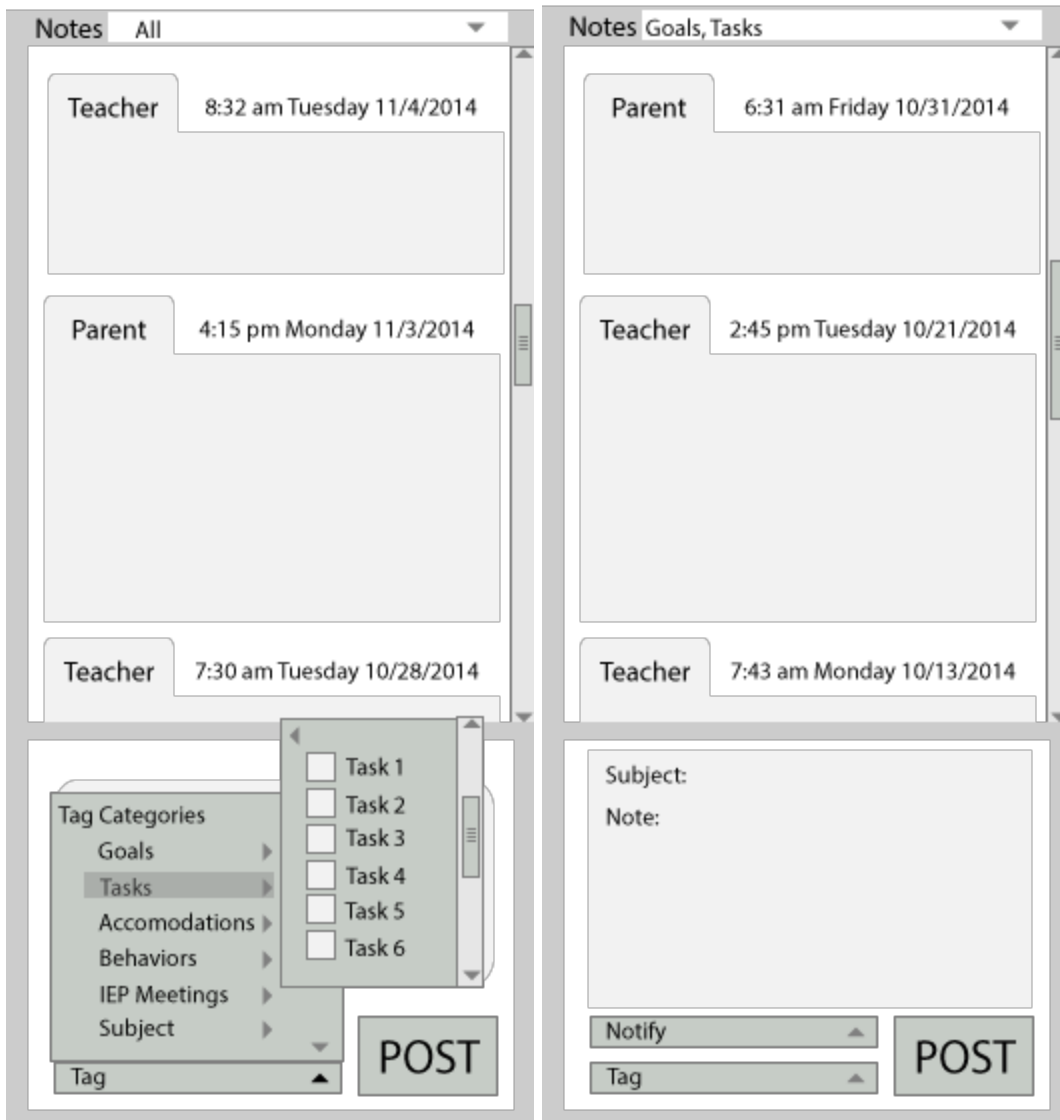 Notes All
Teacher 8:32 am Tuesday 11/4/2014
Parent 4:15 pm Monday 11/3/2014
Teacher 7:30 am Tuesday 10/28/2014
Tag Categories
Goals
Tasks
Accomodations
Behaviors
IEP Meetings
Subject
Task 1
Task 2
Task 3
Task 4
Task 5
Task 6
Tag
POST
Notes Goals, Tasks
Parent 6:31 am Friday 10/31/2014
Teacher 2:45 pm Tuesday 10/21/2014
Teacher 7:43 am Monday 10/13/2014
Subject:
Note:
Notify
Tag
POST